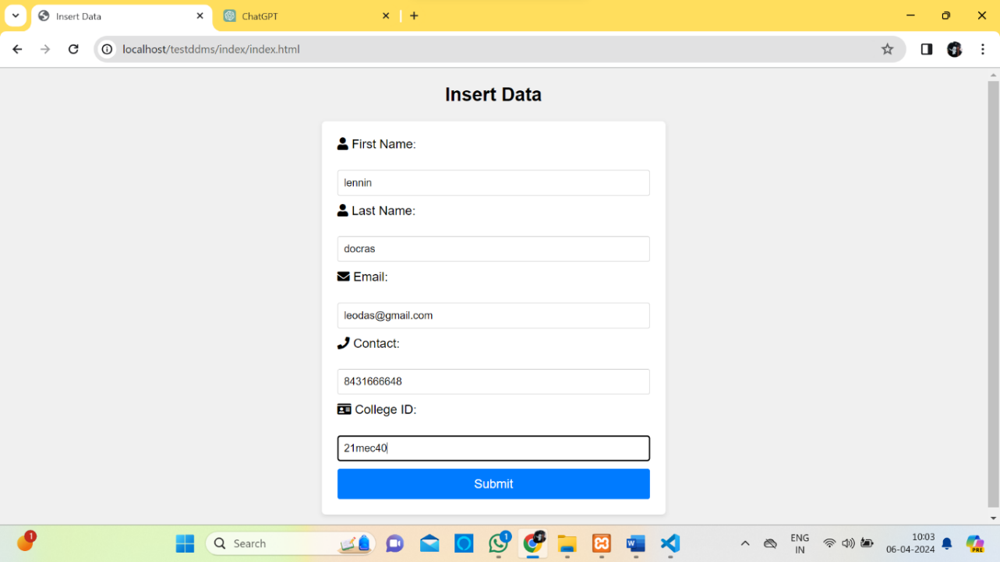 Insert Data
ChatGPT
localhost/testddms/index/index.html
Insert Data
First Name:
lennin
Last Name:
docras
Email:
leodas@gmail.com
Contact:
8431666648
College ID:
21mec40
Submit
1
Search
1
ENG
IN
10:03
06-04-2024
PRE